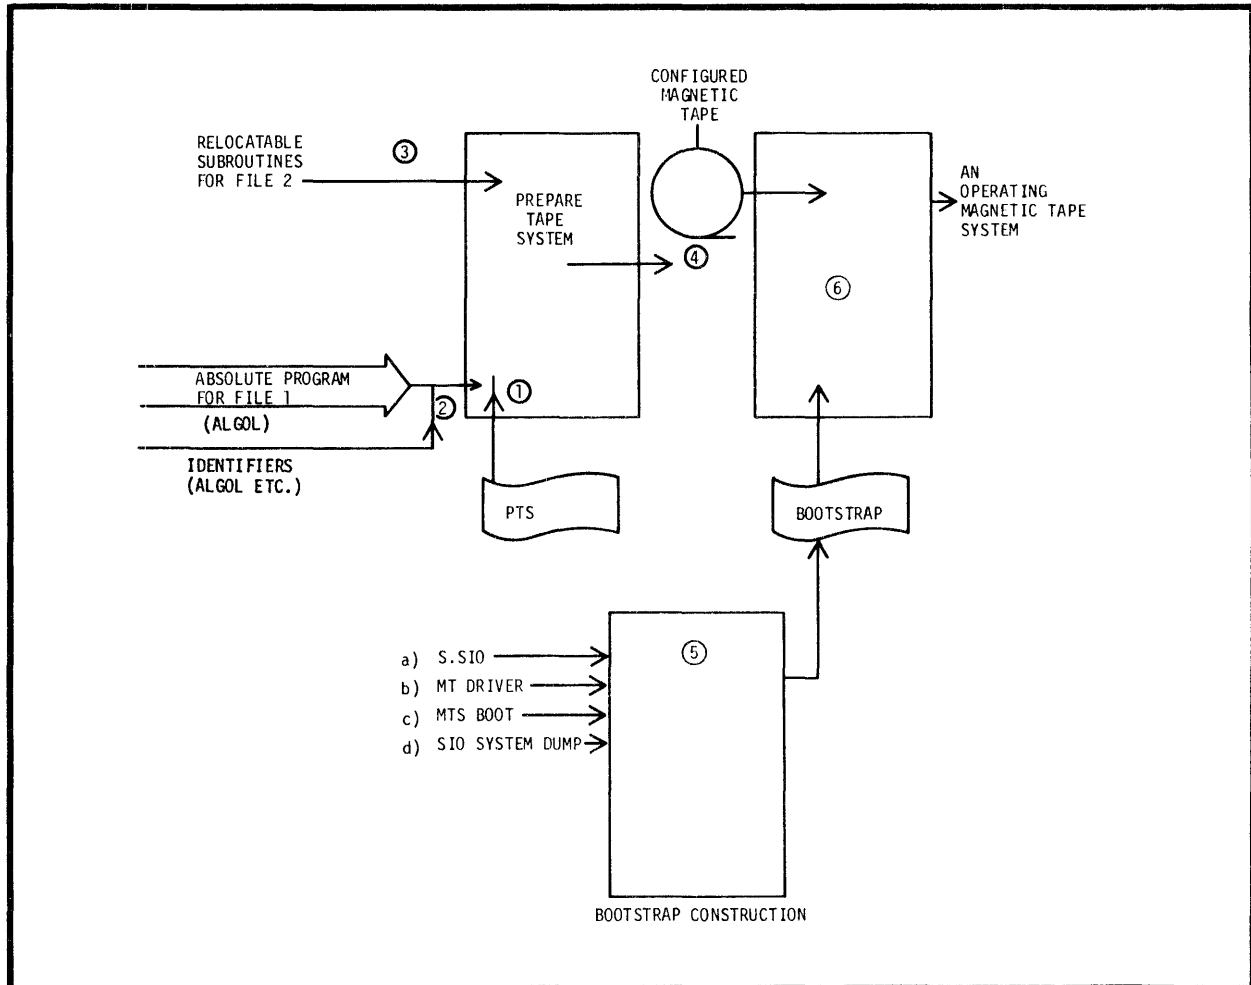 CONFIGURED
MAGNETIC
TAPE
RELOCATABLE
SUBROUTINES
FOR FILE 2
3
PREPARE
TAPE
SYSTEM
4
AN
OPERATING
MAGNETIC TAPE
SYSTEM
6
ABSOLUTE PROGRAM
FOR FILE 1
(ALGOL)
2
1
IDENTIFIERS
(ALGOL ETC.)
PTS
BOOTSTRAP
5
a) S.SIO
b) MT DRIVER
c) MTS BOOT
d) SIO SYSTEM DUMP
BOOTSTRAP CONSTRUCTION